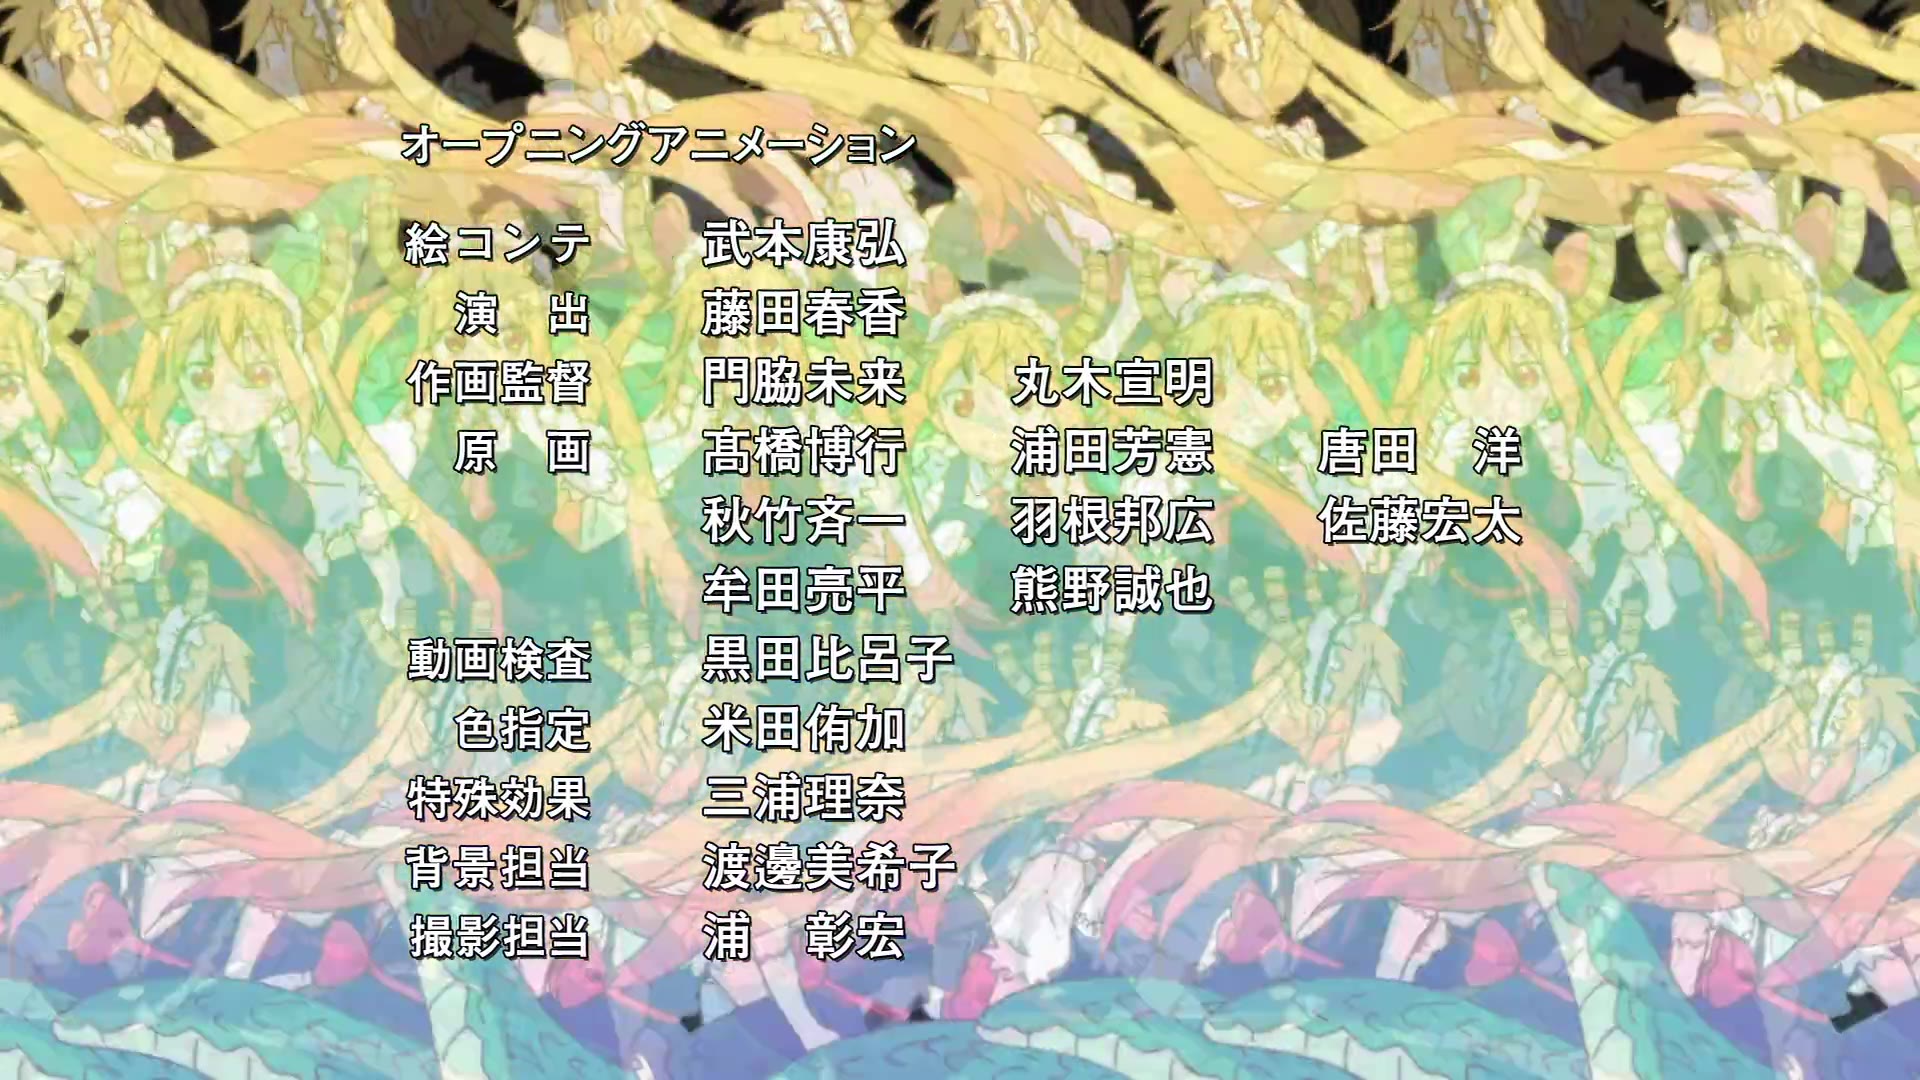 オープニングアニメーション
絵コンテ　武本康弘
演　出　藤田春香
作画監督　門脇未来　丸木宣明
原　画　髙橋博行　浦田芳憲　唐田　洋
秋竹斉一　羽根邦広　佐藤宏太
牟田亮平　熊野誠也
動画検査　黒田比呂子
色指定　米田侑加
特殊効果　三浦理奈
背景担当　渡邊美希子
撮影担当　浦　彰宏